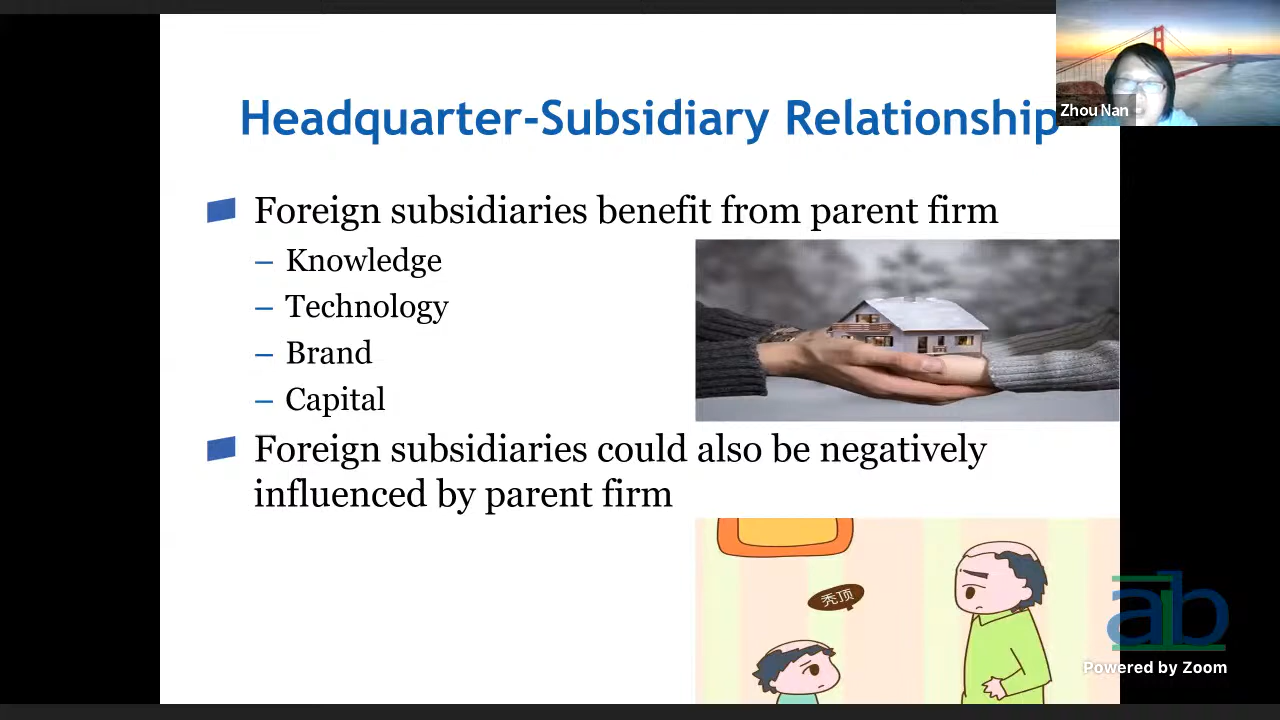 Headquarter-Subsidiary Relationship
Zhou Nan
Foreign subsidiaries benefit from parent firm
– Knowledge
– Technology
– Brand
– Capital
Foreign subsidiaries could also be negatively
influenced by parent firm
秃顶
aib
Powered by Zoom